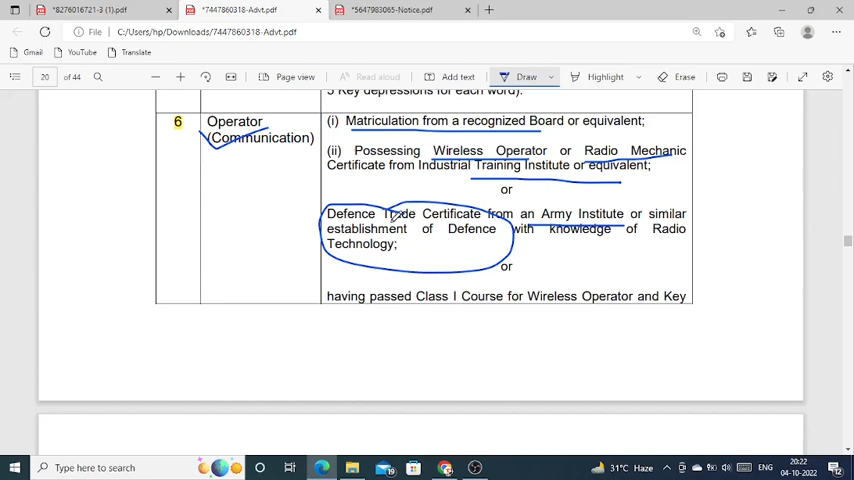 *8276016721-3 (1).pdf
*7447860318-Advt.pdf
*5647983065-Notice.pdf
File
C:/Users/hp/Downloads/7447860318-Advt.pdf
Gmail
YouTube
Translate
20 of 44
Page view
Read aloud
Add text
Draw
Highlight
Erase
5 Key depressions for each word).
6
Operator
(Communication)
(i) Matriculation from a recognized Board or equivalent;
(ii) Possessing Wireless Operator or Radio Mechanic
Certificate from Industrial Training Institute or equivalent;
or
Defence Trade Certificate from an Army Institute or similar
establishment of Defence with knowledge of Radio
Technology;
or
having passed Class I Course for Wireless Operator and Key
Type here to search
19
31°C Haze
ENG
20:22
04-10-2022
12